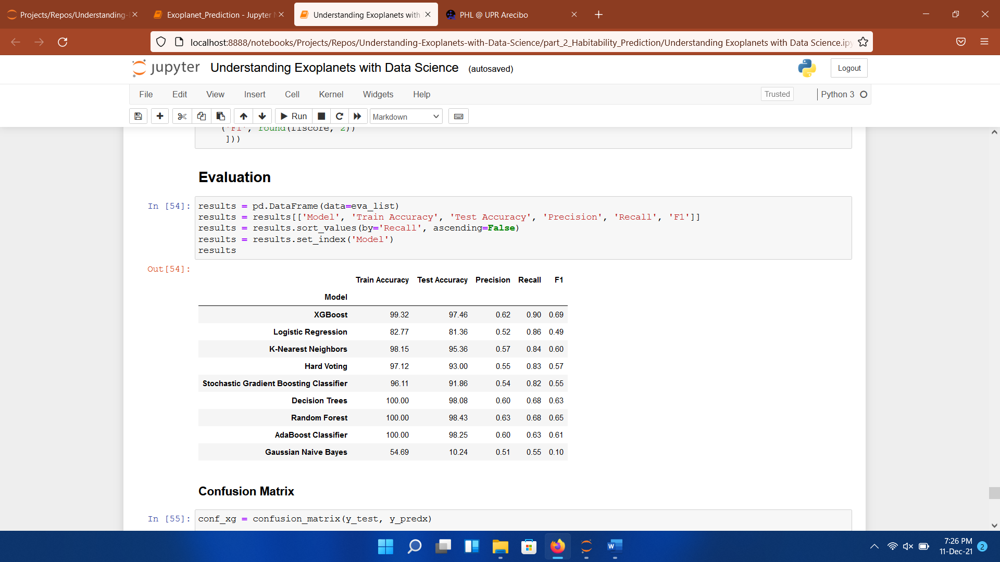 Projects/Repos/Understanding-
Exoplanet_Prediction - Jupyter
Understanding Exoplanets with
PHL @ UPR Arecibo
localhost:8888/notebooks/Projects/Repos/Understanding-Exoplanets-with-Data-Science/part_2_Habitability_Prediction/Understanding Exoplanets with Data Science.ipy
jupyter Understanding Exoplanets with Data Science (autosaved)
Logout
File Edit View Insert Cell Kernel Widgets Help
Trusted
Python 3
Run
Markdown
('F1', round(f1score, 2))
]))
Evaluation
In [54]: results = pd.DataFrame(data=eva_list)
results = results[['Model', 'Train Accuracy', 'Test Accuracy', 'Precision', 'Recall', 'F1']]
results = results.sort_values(by='Recall', ascending=False)
results = results.set_index('Model')
results
Out[54]:
Train Accuracy Test Accuracy Precision Recall F1
Model
XGBoost 99.32 97.46 0.62 0.90 0.69
Logistic Regression 82.77 81.36 0.52 0.86 0.49
K-Nearest Neighbors 98.15 95.36 0.57 0.84 0.60
Hard Voting 97.12 93.00 0.55 0.83 0.57
Stochastic Gradient Boosting Classifier 96.11 91.86 0.54 0.82 0.55
Decision Trees 100.00 98.08 0.60 0.68 0.63
Random Forest 100.00 98.43 0.63 0.68 0.65
AdaBoost Classifier 100.00 98.25 0.60 0.63 0.61
Gaussian Naive Bayes 54.69 10.24 0.51 0.55 0.10
Confusion Matrix
In [55]: conf_xg = confusion_matrix(y_test, y_predx)
W
7:26 PM
11-Dec-21
2